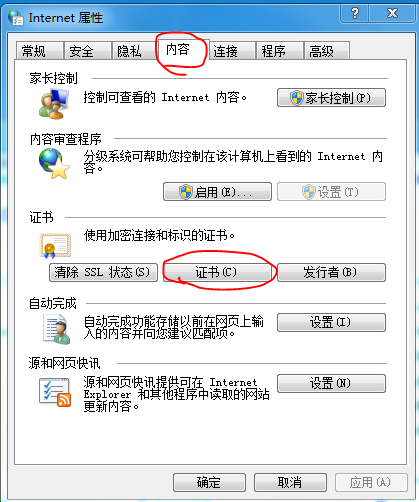 Internet 属性
常规 安全 隐私 内容 连接 程序 高级
家长控制
控制可查看的 Internet 内容。
家长控制(P)
内容审查程序
分级系统可帮助您控制在该计算机上看到的 Internet 内
容。
启用(E)... 设置(T)
证书
使用加密连接和标识的证书。
清除 SSL 状态(S) 证书(C) 发行者(B)
自动完成
自动完成功能存储以前在网页上输
入的内容并向您建议匹配项。
设置(I)
源和网页快讯
源和网页快讯提供可在 Internet
Explorer 和其他程序中读取的网站
更新内容。
设置(N)
确定 取消 应用(A)